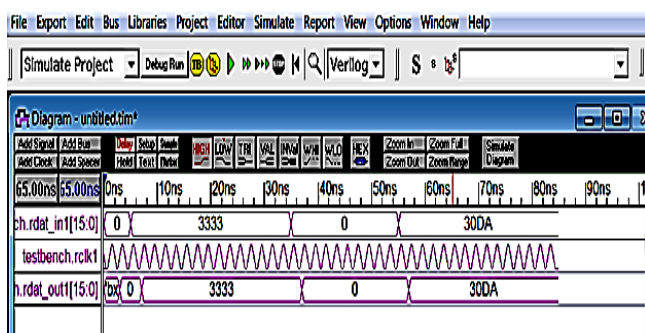 File Export Edit Bus Libraries Project Editor Simulate Report View Options Window Help
Simulate Project Debug Run TB Verilog S s
Diagram - untitled.tim*
Add Signal Add Bus Delay Setup Sample HIGH LOW TRI VAL INVal WHI WLO HEX Zoom In Zoom Full Simulate
Add Clock Add Spacer Hold Text Marker Zoom Out Zoom Range Diagram
65.00ns 55.00ns 0ns 10ns 20ns 30ns 40ns 50ns 60ns 70ns 80ns 90ns
ch.rdat_in1[15:0] 0 3333 0 30DA
testbench.rclk1
h.rdat_out1[15:0] 'bx 0 3333 0 30DA